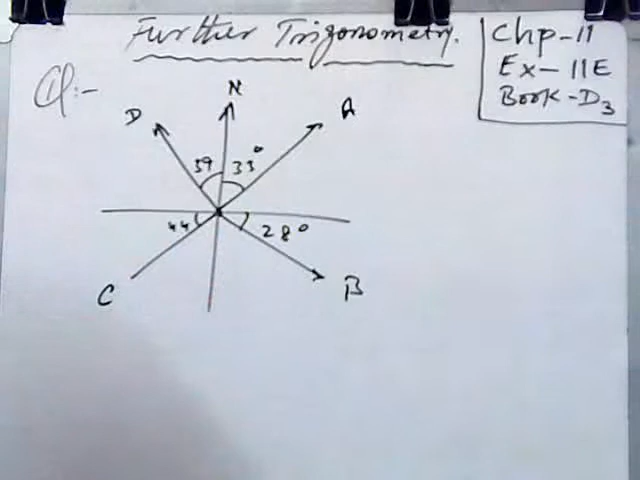 Further Trigonometry.
Chp-11
Ex-11E
Book-D3
Q:-
N
D
A
39 33°
44 28°
C
B